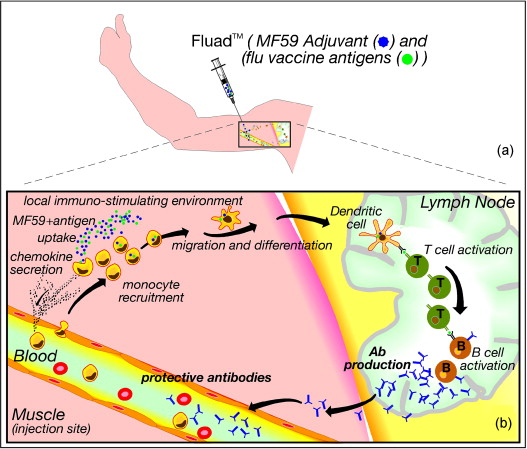 Fluad™ ( MF59 Adjuvant ( ) and
(flu vaccine antigens ( ) )
(a)
local immuno-stimulating environment
MF59+antigen
uptake
chemokine
secretion
monocyte
recruitment
migration and differentiation
Dendritic
cell
Lymph Node
T cell activation
T
T
T
B
B
B cell
activation
Ab
production
Blood
protective antibodies
Muscle
(injection site)
(b)